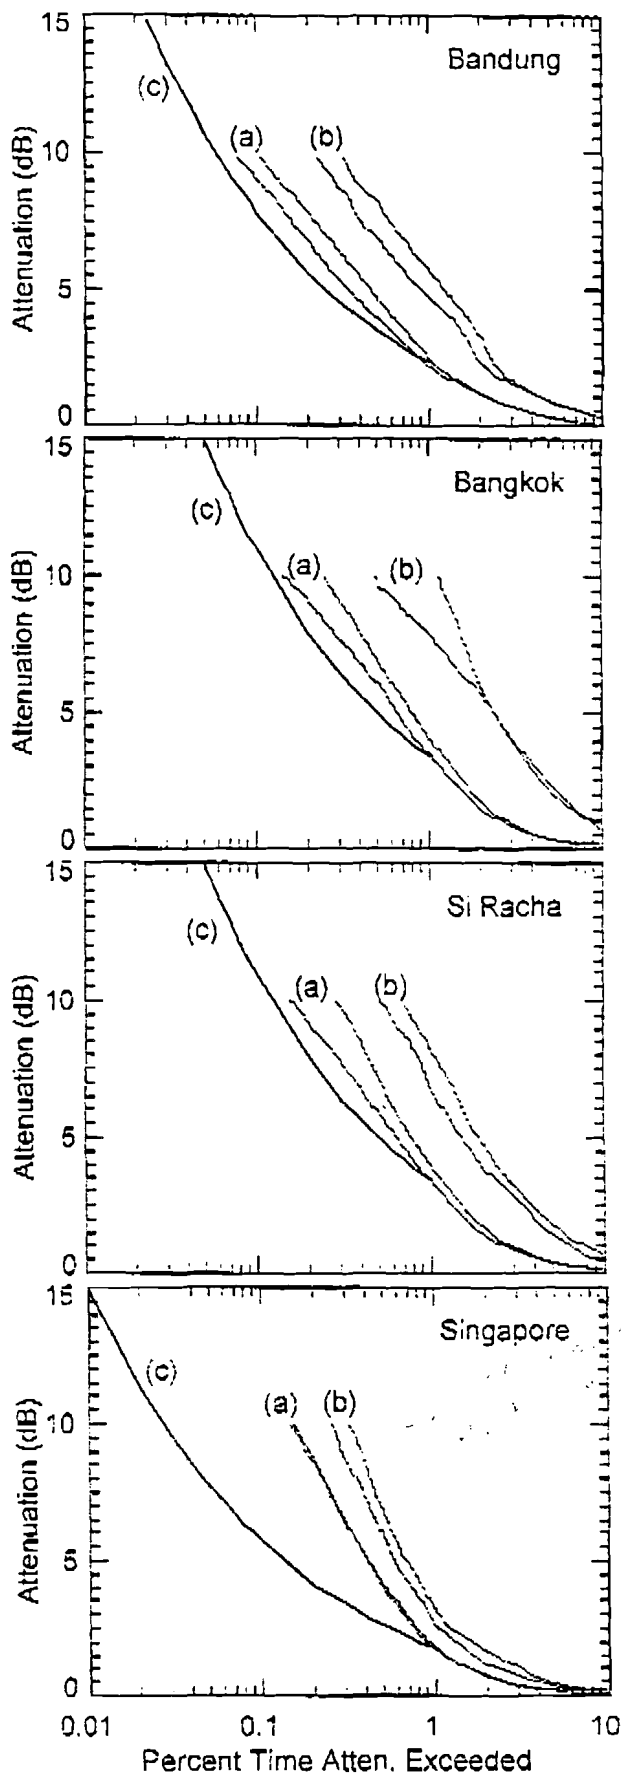 15
Bandung
(c)
(a)
(b)
10
Attenuation (dB)
5
0
15
Bangkok
(c)
(a)
(b)
10
Attenuation (dB)
5
0
15
Si Racha
(c)
(a)
(b)
10
Attenuation (dB)
5
0
15
Singapore
(c)
(a)
(b)
10
Attenuation (dB)
5
0
0.01
0.1
1
10
Percent Time Atten. Exceeded